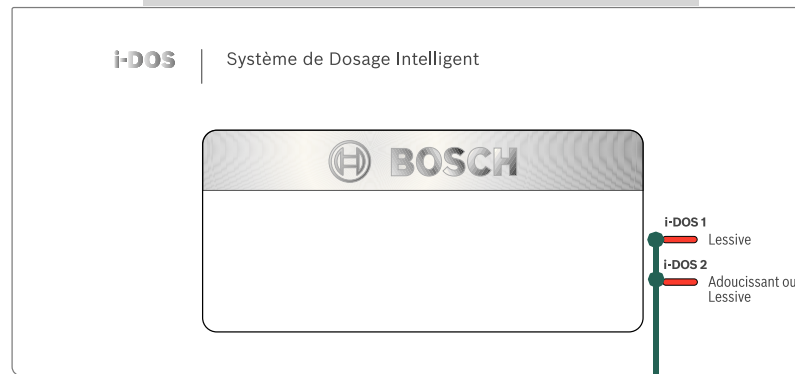 i-DOS
Système de Dosage Intelligent
BOSCH
i-DOS 1
Lessive
i-DOS 2
Adoucissant ou
Lessive